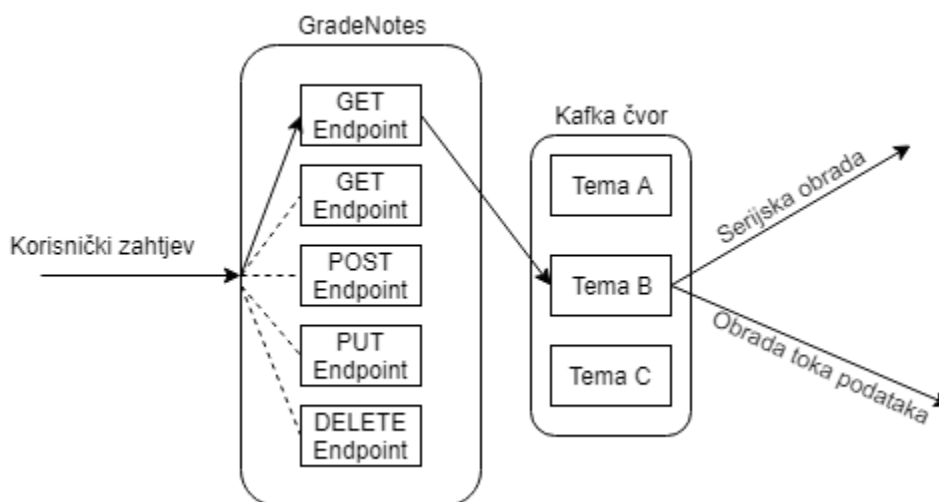 GradeNotes
GET
Endpoint
GET
Endpoint
POST
Endpoint
PUT
Endpoint
DELETE
Endpoint
Korisnički zahtjev
Kafka čvor
Tema A
Tema B
Tema C
Serijska obrada
Obrada toka podataka